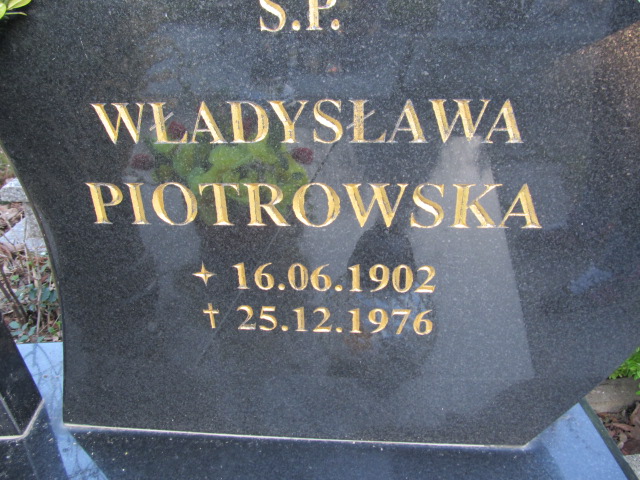 Ś.P.
WŁADYSŁAWA
PIOTROWSKA
✦ 16.06.1902
† 25.12.1976